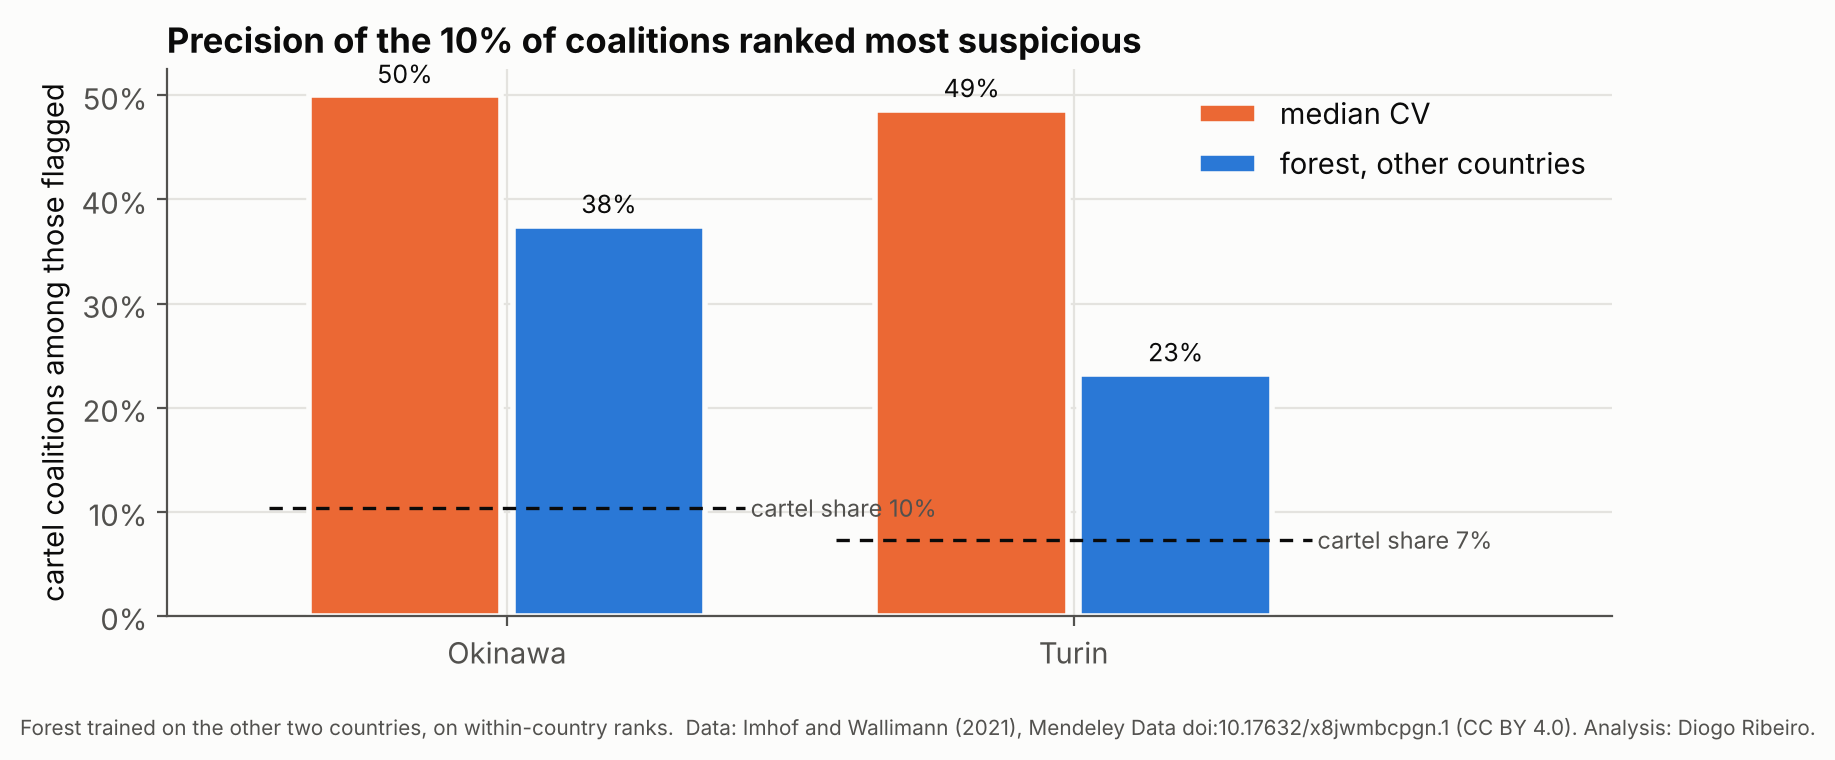 Precision of the 10% of coalitions ranked most suspicious
cartel coalitions among those flagged
50%
40%
30%
20%
10%
0%
50%
38%
49%
23%
median CV
forest, other countries
cartel share 10%
cartel share 7%
Okinawa
Turin
Forest trained on the other two countries, on within-country ranks.  Data: Imhof and Wallimann (2021), Mendeley Data doi:10.17632/x8jwmbcpgn.1 (CC BY 4.0). Analysis: Diogo Ribeiro.